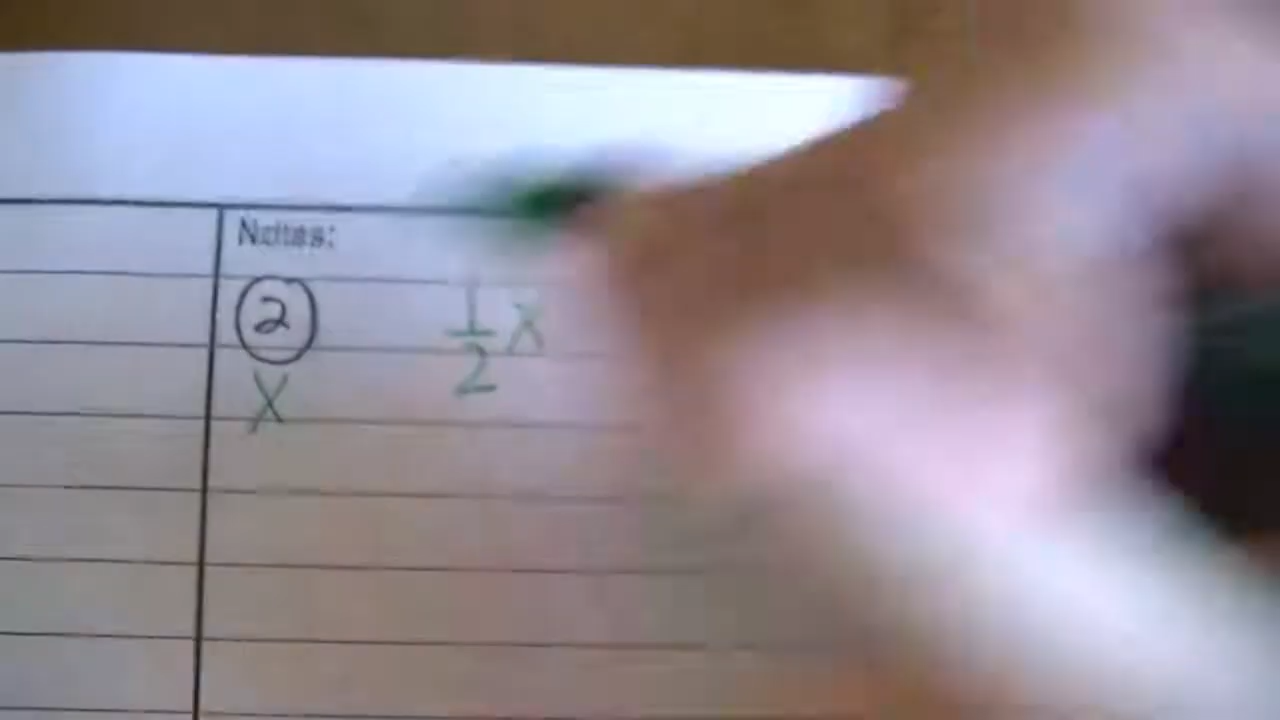 Notes:
② 1/2 x
x